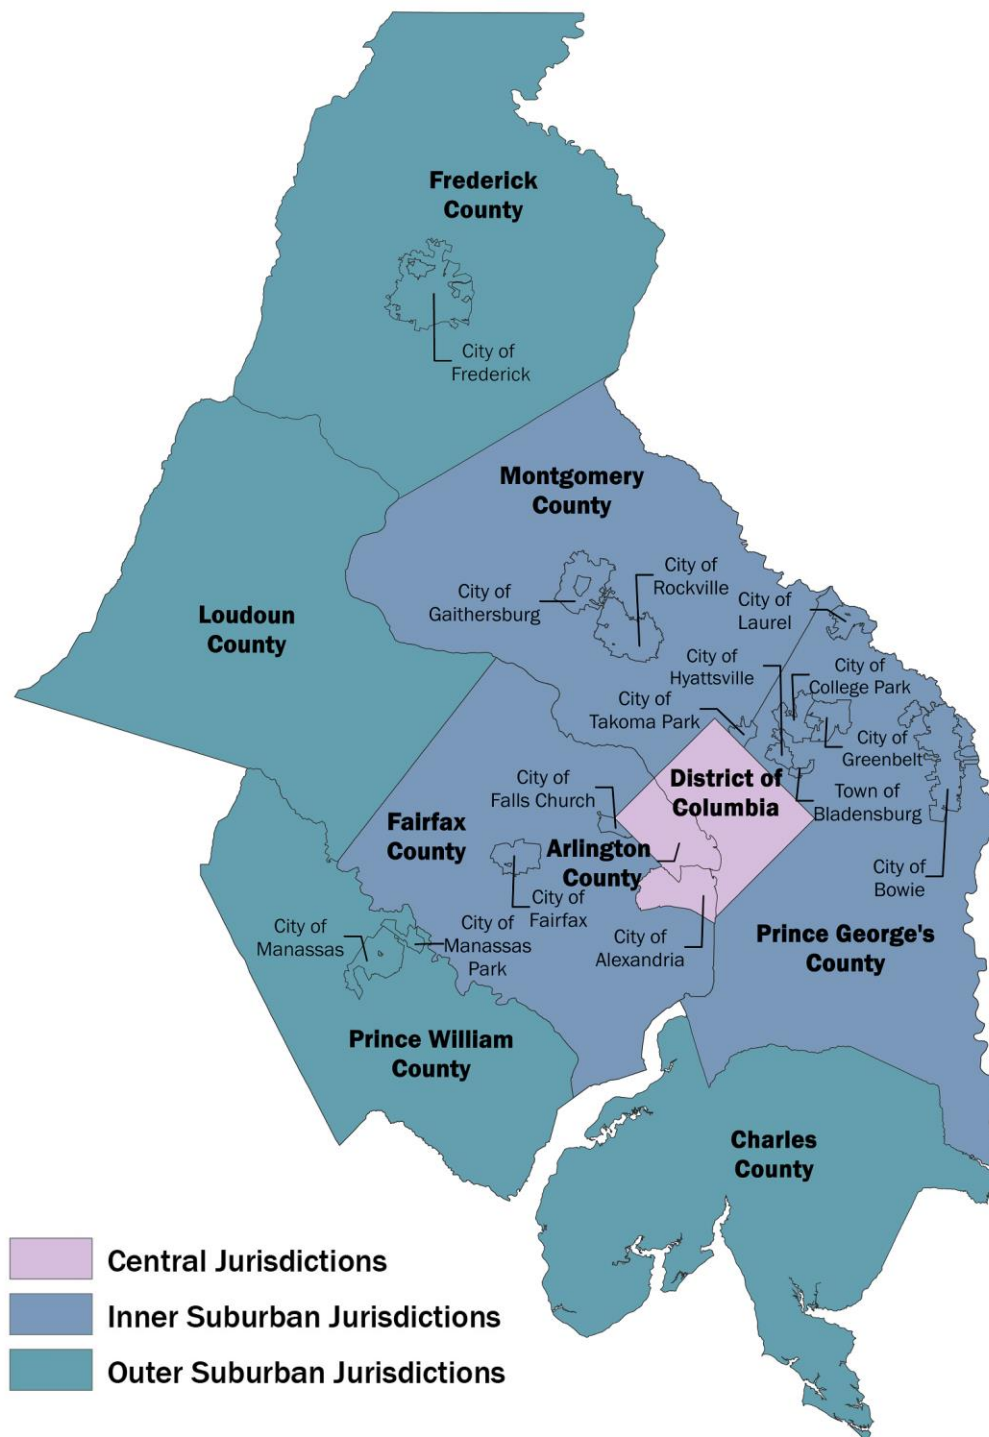 Frederick
County
City of
Frederick
Montgomery
County
City of
Rockville
City of
Gaithersburg
City of
Laurel
Loudoun
County
City of
Hyattsville
City of
College Park
City of
Takoma Park
City of
Greenbelt
District of
Columbia
City of
Falls Church
Town of
Bladensburg
Fairfax
County
Arlington
County
City of
Bowie
City of
Fairfax
City of
Manassas
City of
Manassas
Park
City of
Alexandria
Prince George's
County
Prince William
County
Charles
County
Central Jurisdictions
Inner Suburban Jurisdictions
Outer Suburban Jurisdictions